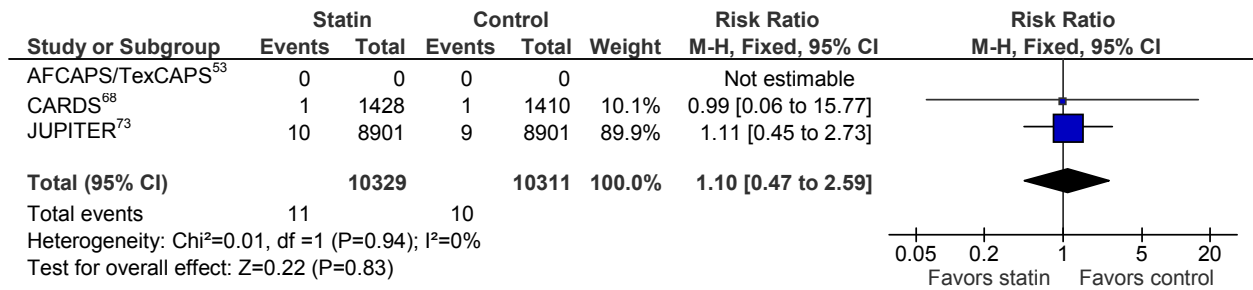 Statin Control Risk Ratio Risk Ratio
Study or Subgroup Events Total Events Total Weight M-H, Fixed, 95% CI M-H, Fixed, 95% CI
AFCAPS/TexCAPS53 0 0 0 0 Not estimable
CARDS68 1 1428 1 1410 10.1% 0.99 [0.06 to 15.77]
JUPITER73 10 8901 9 8901 89.9% 1.11 [0.45 to 2.73]
Total (95% CI) 10329 10311 100.0% 1.10 [0.47 to 2.59]
Total events 11 10
Heterogeneity: Chi²=0.01, df =1 (P=0.94); I²=0%
Test for overall effect: Z=0.22 (P=0.83)
0.05 0.2 1 5 20
Favors statin Favors control